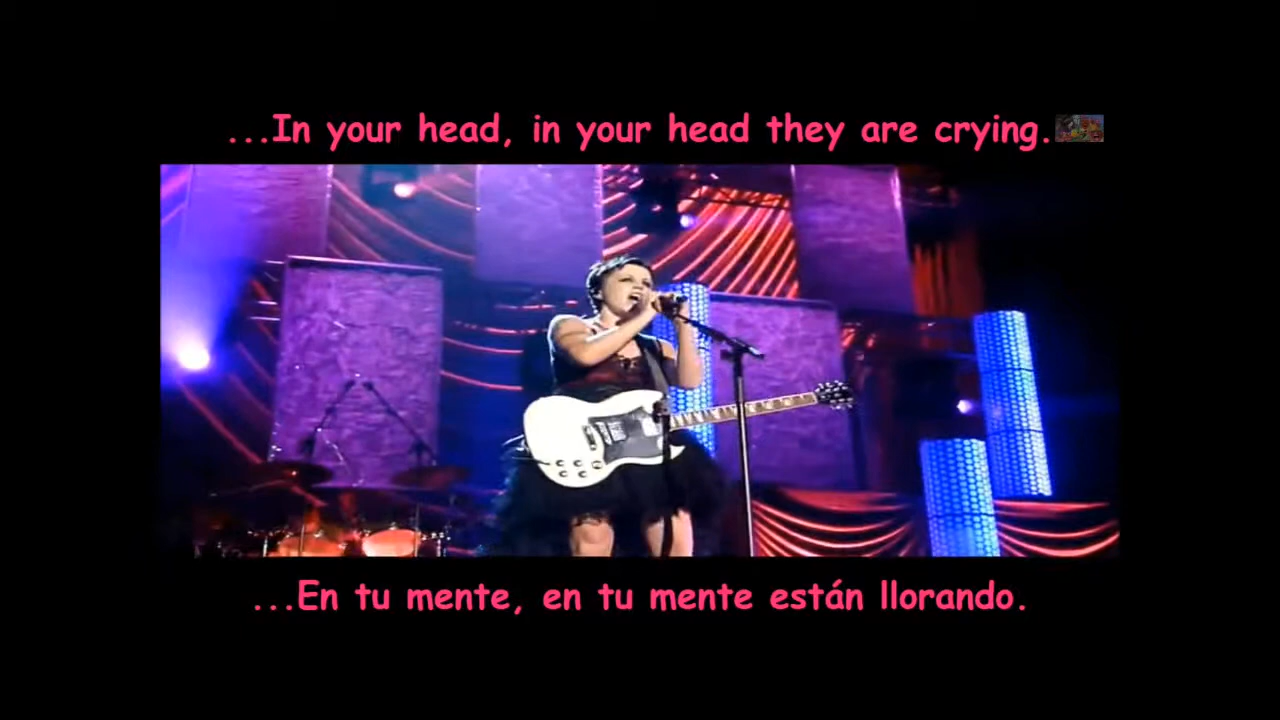 ...In your head, in your head they are crying.
...En tu mente, en tu mente están llorando.